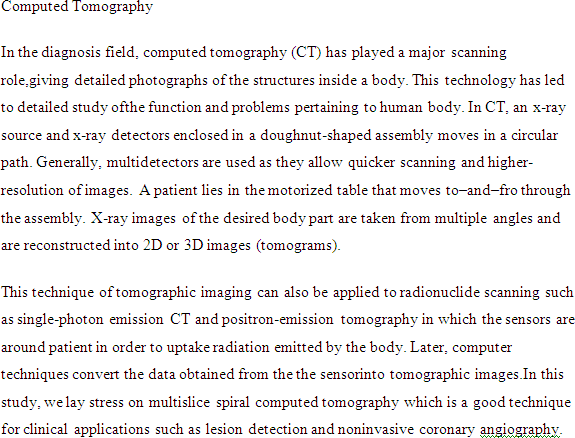 Computed Tomography
In the diagnosis field, computed tomography (CT) has played a major scanning
role,giving detailed photographs of the structures inside a body. This technology has led
to detailed study ofthe function and problems pertaining to human body. In CT, an x-ray
source and x-ray detectors enclosed in a doughnut-shaped assembly moves in a circular
path. Generally, multidetectors are used as they allow quicker scanning and higher-
resolution of images. A patient lies in the motorized table that moves to–and–fro through
the assembly. X-ray images of the desired body part are taken from multiple angles and
are reconstructed into 2D or 3D images (tomograms).
This technique of tomographic imaging can also be applied to radionuclide scanning such
as single-photon emission CT and positron-emission tomography in which the sensors are
around patient in order to uptake radiation emitted by the body. Later, computer
techniques convert the data obtained from the the sensorinto tomographic images.In this
study, we lay stress on multislice spiral computed tomography which is a good technique
for clinical applications such as lesion detection and noninvasive coronary angiography.